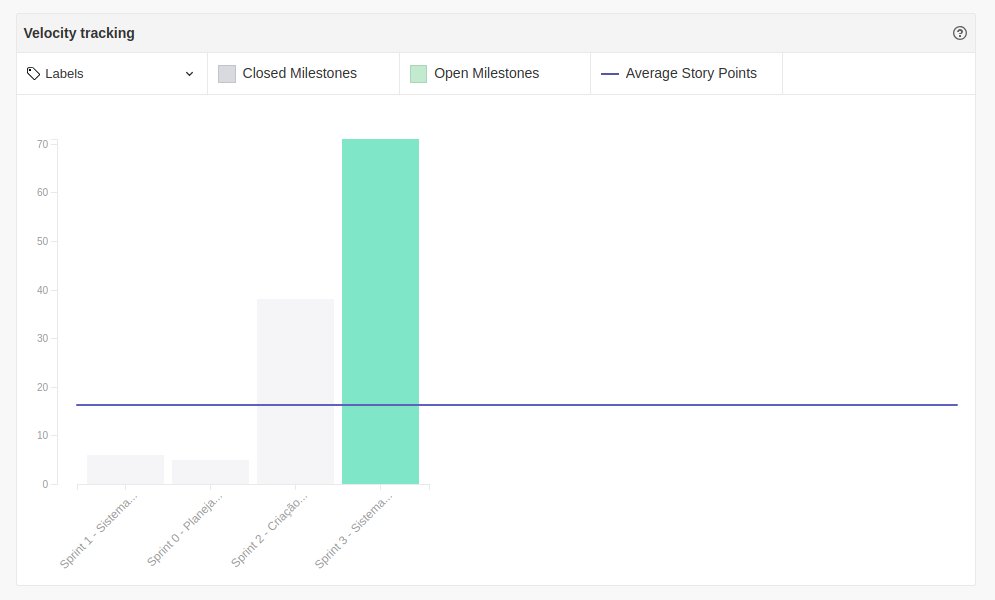 Velocity tracking
Labels
Closed Milestones
Open Milestones
Average Story Points
70
60
50
40
30
20
10
0
Sprint 1 - Sistema...
Sprint 0 - Planeja...
Sprint 2 - Criação...
Sprint 3 - Sistema...